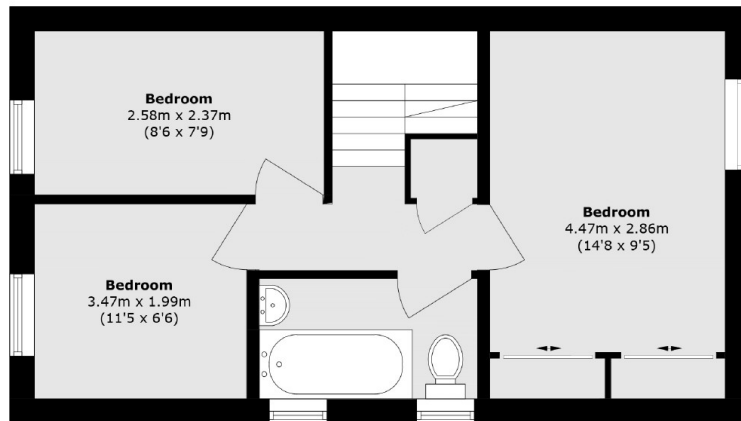 Bedroom
2.58m x 2.37m
(8'6 x 7'9)
Bedroom
3.47m x 1.99m
(11'5 x 6'6)
Bedroom
4.47m x 2.86m
(14'8 x 9'5)